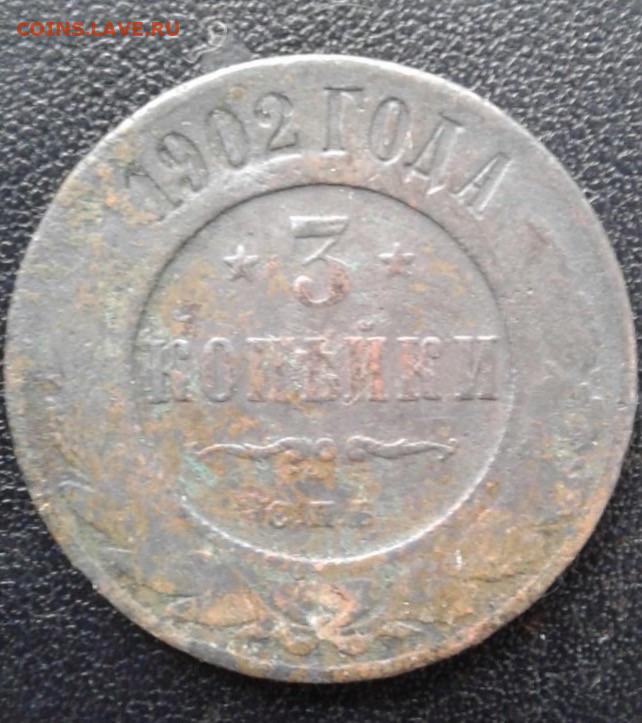 COINS.LAVE.RU
1902 ГОДА
3
КОПѢЙКИ
С.П.Б.